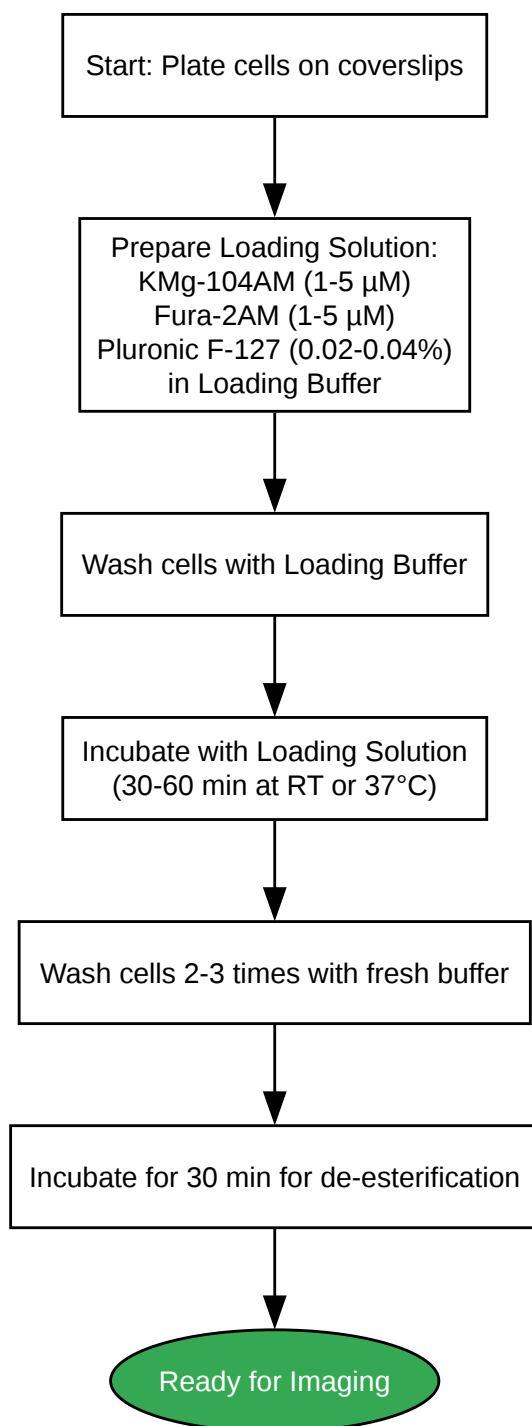 Start: Plate cells on coverslips
Prepare Loading Solution:
KMg-104AM (1-5 µM)
Fura-2AM (1-5 µM)
Pluronic F-127 (0.02-0.04%)
in Loading Buffer
Wash cells with Loading Buffer
Incubate with Loading Solution
(30-60 min at RT or 37°C)
Wash cells 2-3 times with fresh buffer
Incubate for 30 min for de-esterification
Ready for Imaging